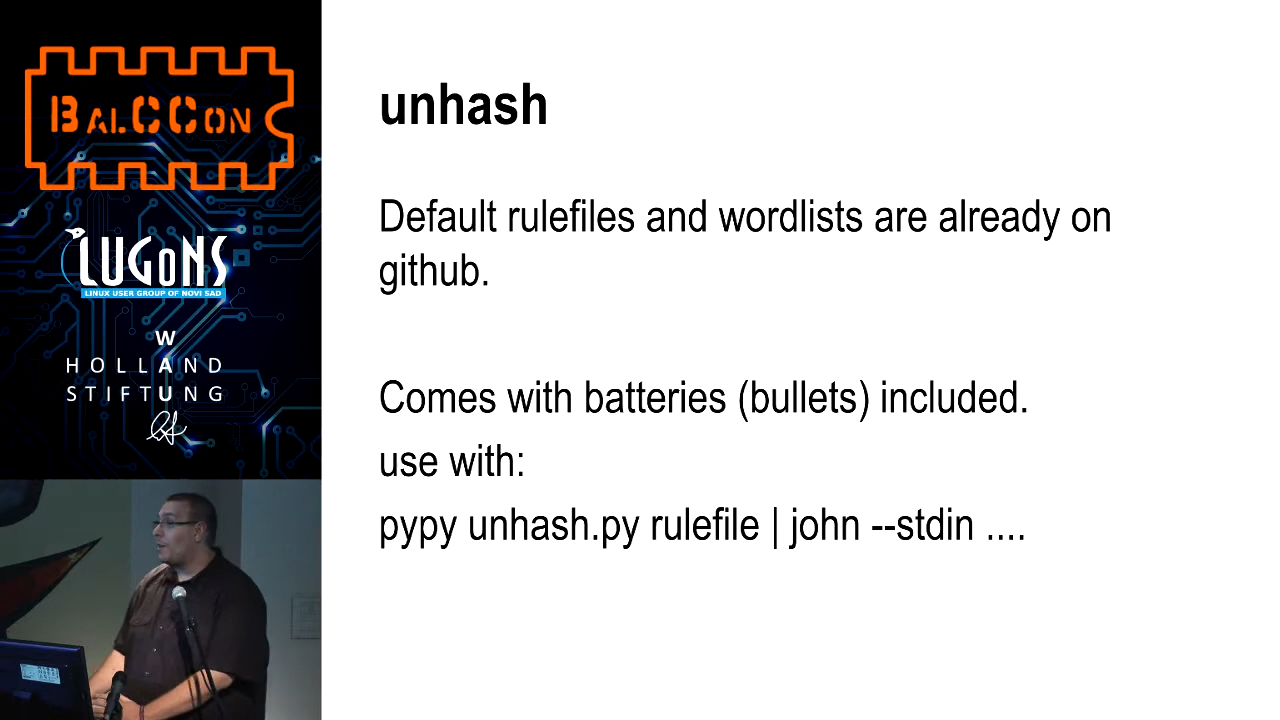 BALCCON
LUGONS
LINUX USER GROUP OF NOVI SAD
W
HOLLAND
STIFTUNG
unhash
Default rulefiles and wordlists are already on
github.
Comes with batteries (bullets) included.
use with:
pypy unhash.py rulefile | john --stdin ....